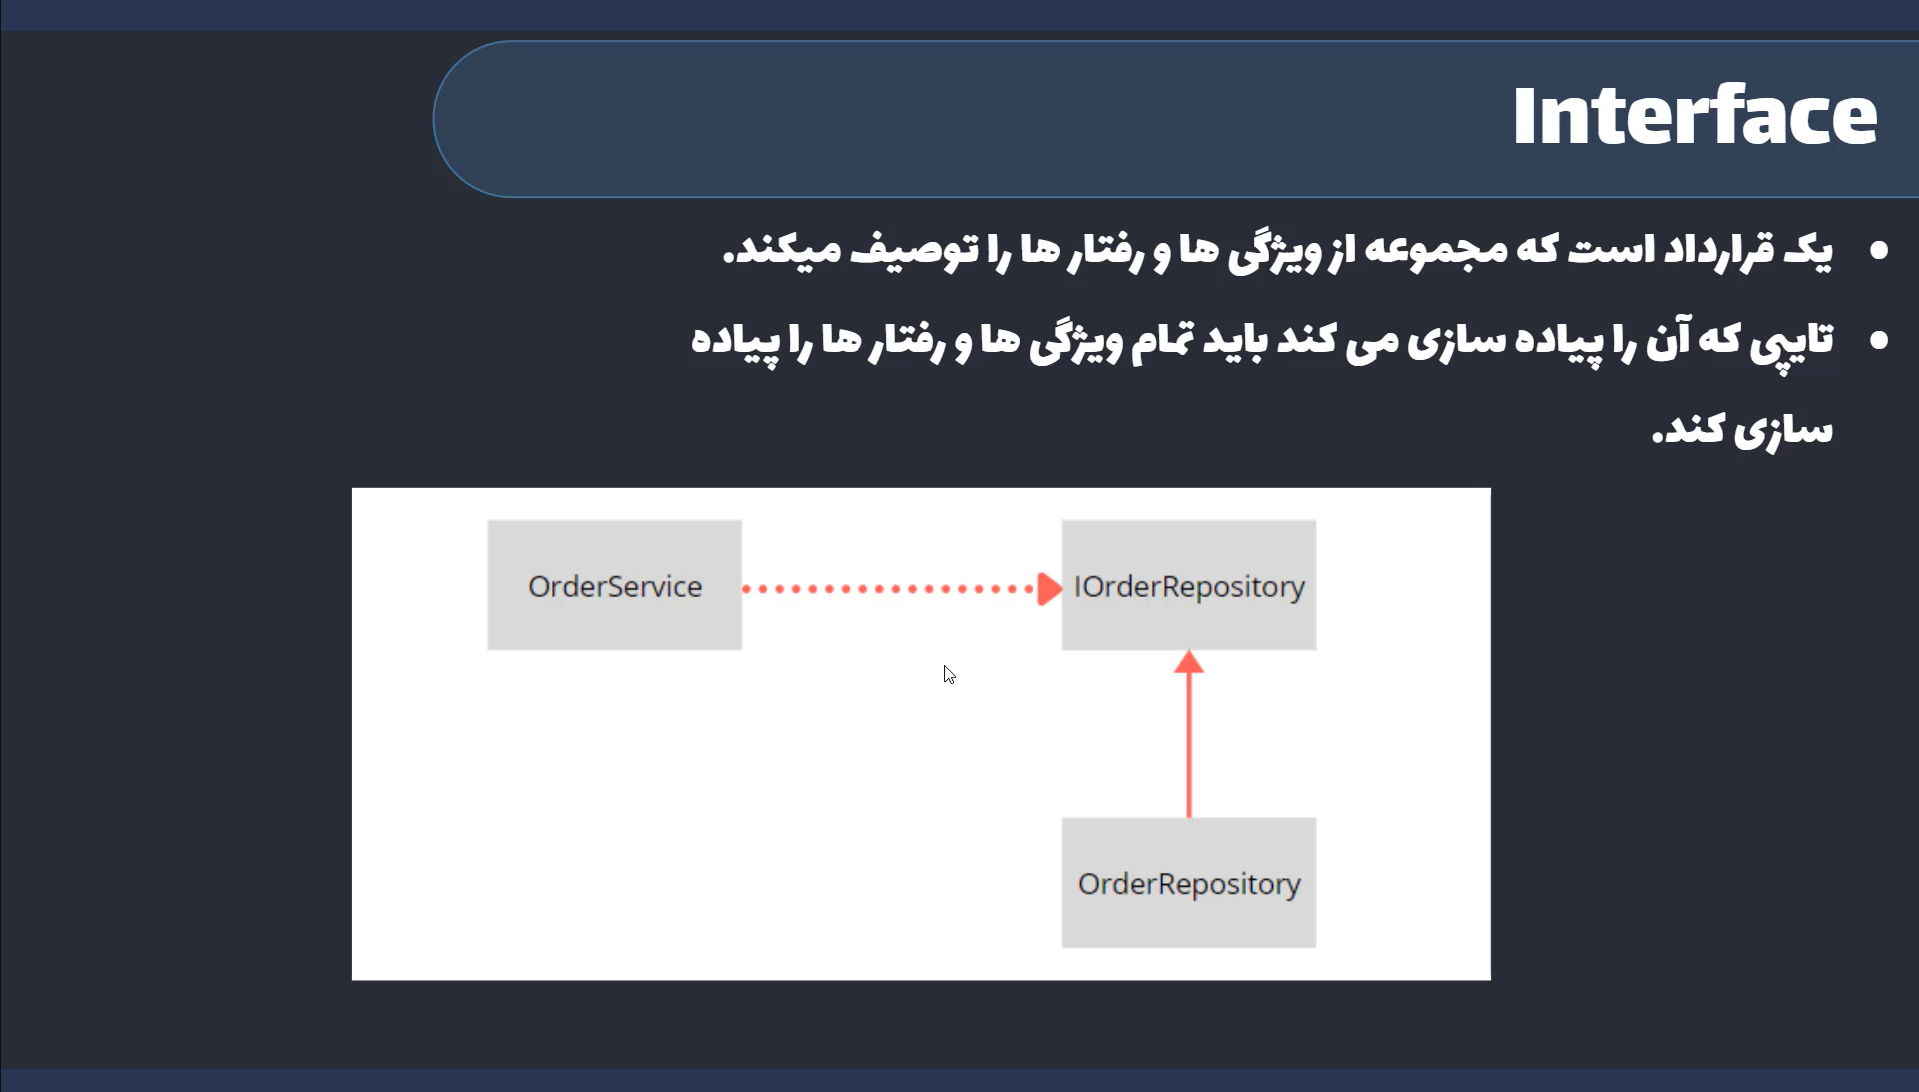 Interface
• یک قرارداد است که مجموعه از ویژگی ها و رفتار ها را توصیف میکند.
• تایپی که آن را پیاده سازی می کند باید تمام ویژگی ها و رفتار ها را پیاده
سازی کند.
OrderService
IOrderRepository
OrderRepository